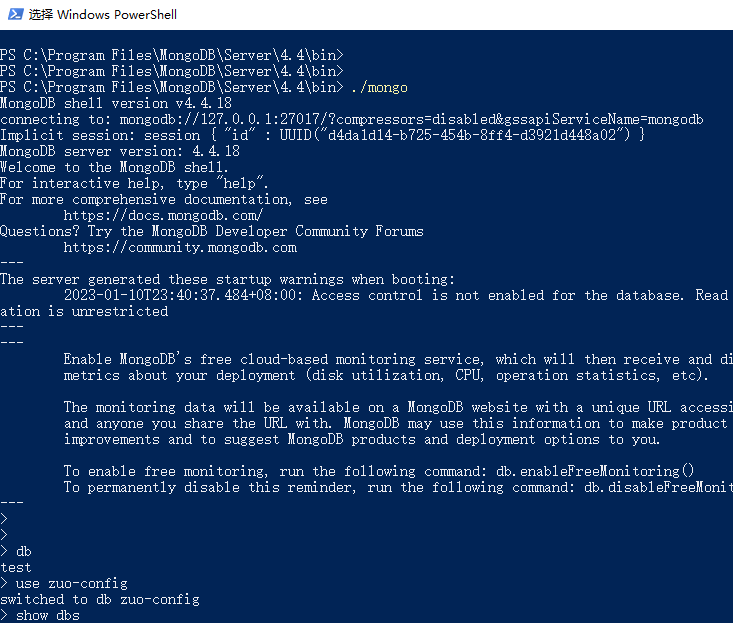 选择 Windows PowerShell
PS C:\Program Files\MongoDB\Server\4.4\bin>
PS C:\Program Files\MongoDB\Server\4.4\bin>
PS C:\Program Files\MongoDB\Server\4.4\bin> ./mongo
MongoDB shell version v4.4.18
connecting to: mongodb://127.0.0.1:27017/?compressors=disabled&gssapiServiceName=mongodb
Implicit session: session { "id" : UUID("d4da1d14-b725-454b-8ff4-d3921d448a02") }
MongoDB server version: 4.4.18
Welcome to the MongoDB shell.
For interactive help, type "help".
For more comprehensive documentation, see
https://docs.mongodb.com/
Questions? Try the MongoDB Developer Community Forums
https://community.mongodb.com
---
The server generated these startup warnings when booting:
2023-01-10T23:40:37.484+08:00: Access control is not enabled for the database. Read
ation is unrestricted
---
---
Enable MongoDB's free cloud-based monitoring service, which will then receive and di
metrics about your deployment (disk utilization, CPU, operation statistics, etc).
The monitoring data will be available on a MongoDB website with a unique URL accessi
and anyone you share the URL with. MongoDB may use this information to make product
improvements and to suggest MongoDB products and deployment options to you.
To enable free monitoring, run the following command: db.enableFreeMonitoring()
To permanently disable this reminder, run the following command: db.disableFreeMonit
---
>
>
> db
test
> use zuo-config
switched to db zuo-config
> show dbs